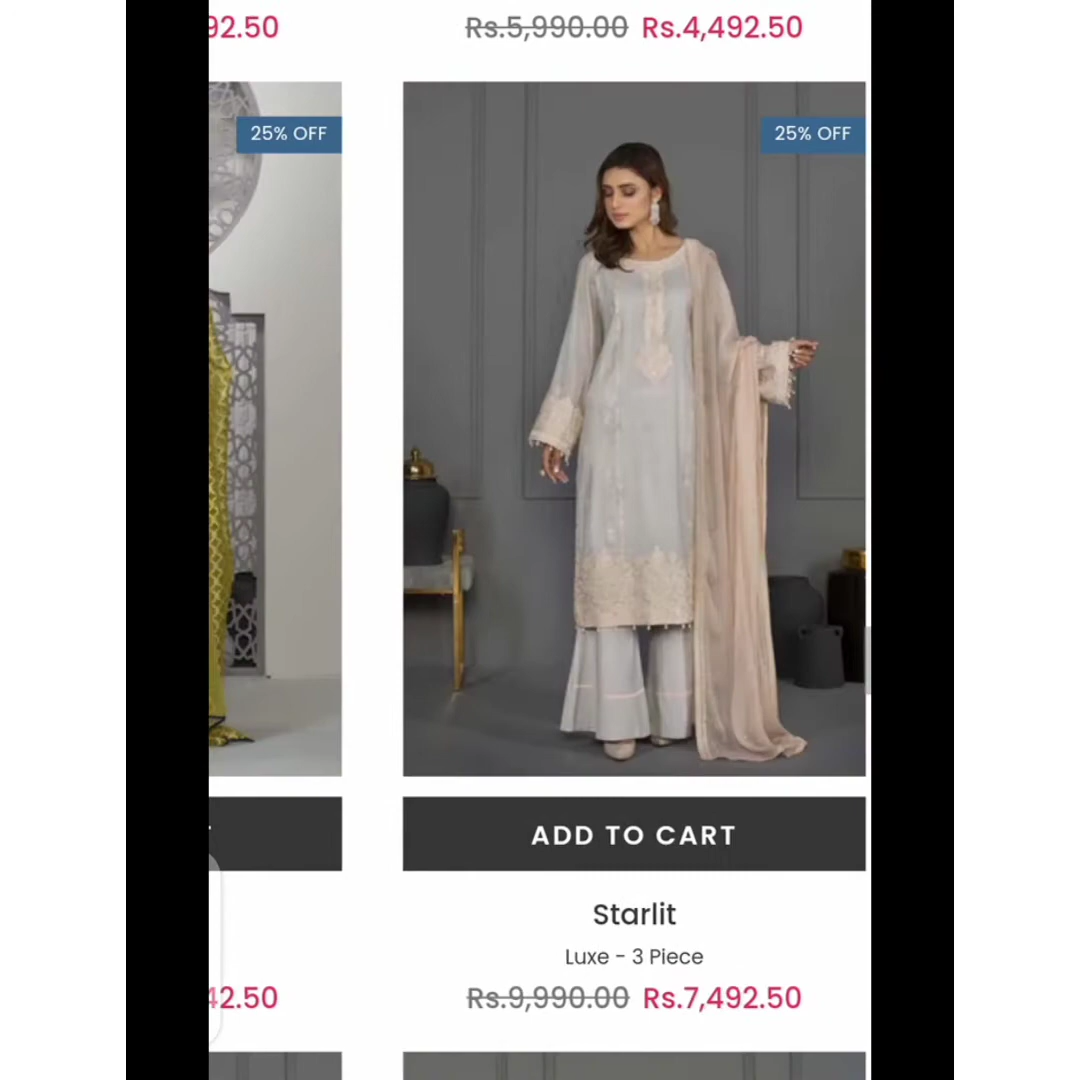 92.50
Rs.5,990.00 Rs.4,492.50
25% OFF
25% OFF
ADD TO CART
Starlit
Luxe - 3 Piece
Rs.9,990.00 Rs.7,492.50
42.50